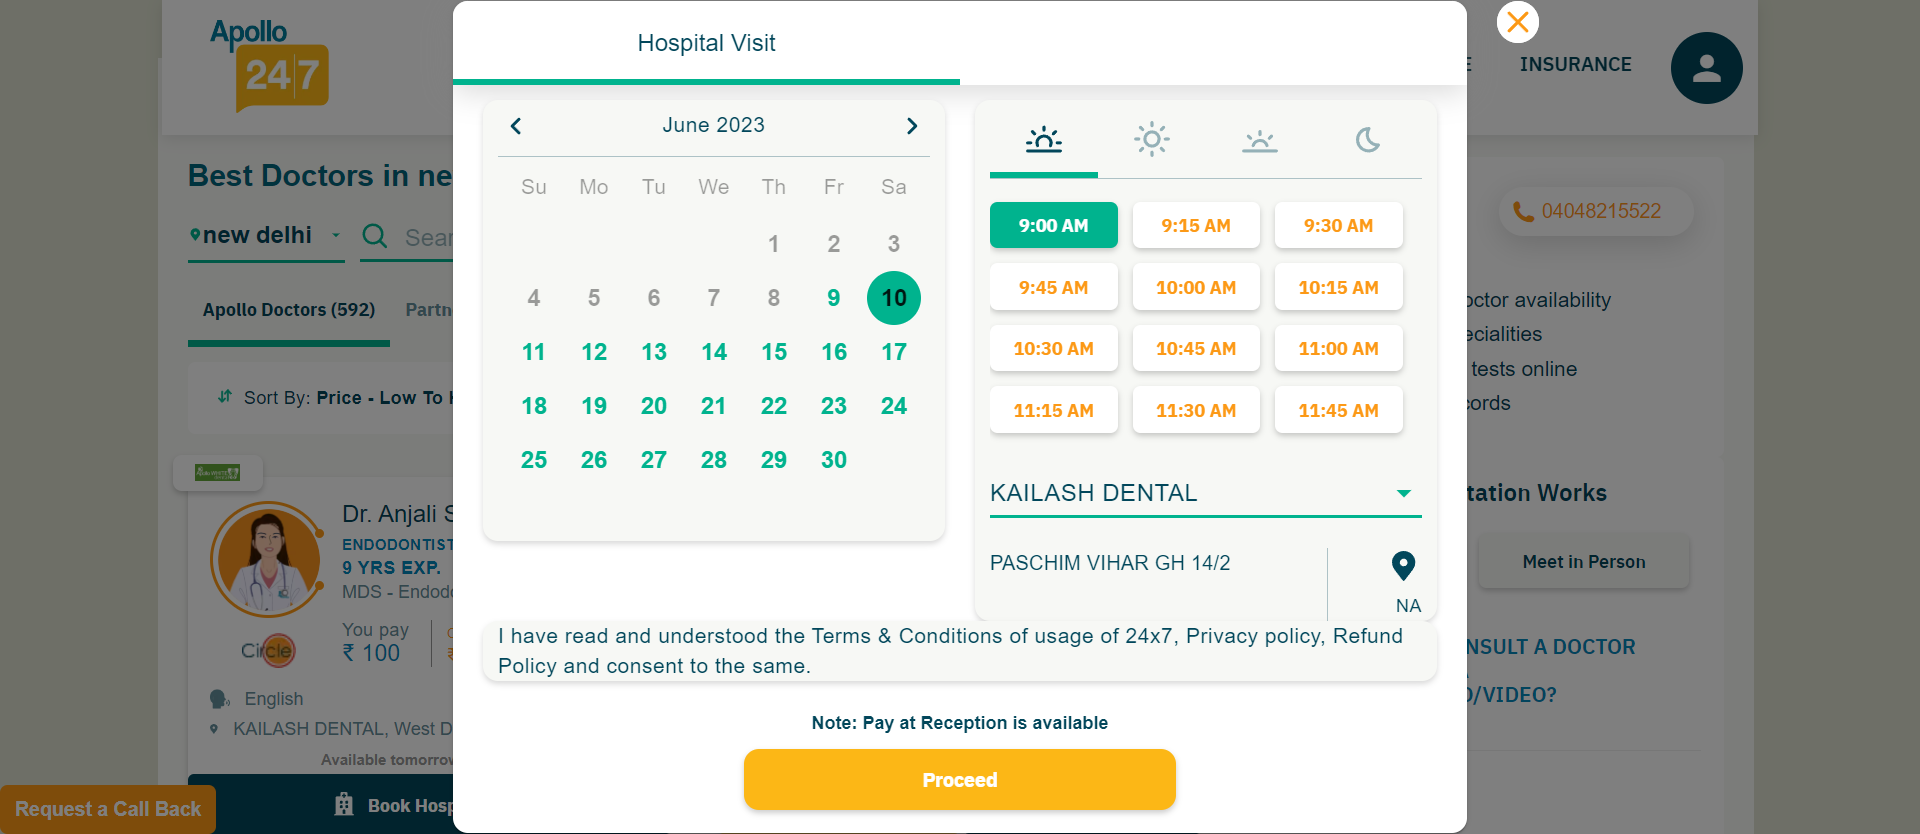 Apollo
24|7
INSURANCE
Best Doctors in ne
new delhi
Sear
04048215522
Apollo Doctors (592)
Partn
Sort By: Price - Low To H
Dr. Anjali S
ENDODONTIST
9 YRS EXP.
MDS - Endodo
You pay
₹ 100
Circle
English
KAILASH DENTAL, West D
Available tomorrow
Book Hosp
Request a Call Back
Hospital Visit
June 2023
Su Mo Tu We Th Fr Sa
1 2 3
4 5 6 7 8 9 10
11 12 13 14 15 16 17
18 19 20 21 22 23 24
25 26 27 28 29 30
9:00 AM 9:15 AM 9:30 AM
9:45 AM 10:00 AM 10:15 AM
10:30 AM 10:45 AM 11:00 AM
11:15 AM 11:30 AM 11:45 AM
KAILASH DENTAL
PASCHIM VIHAR GH 14/2
NA
I have read and understood the Terms & Conditions of usage of 24x7, Privacy policy, Refund
Policy and consent to the same.
Note: Pay at Reception is available
Proceed
octor availability
ecialities
tests online
cords
tation Works
Meet in Person
NSULT A DOCTOR
O/VIDEO?